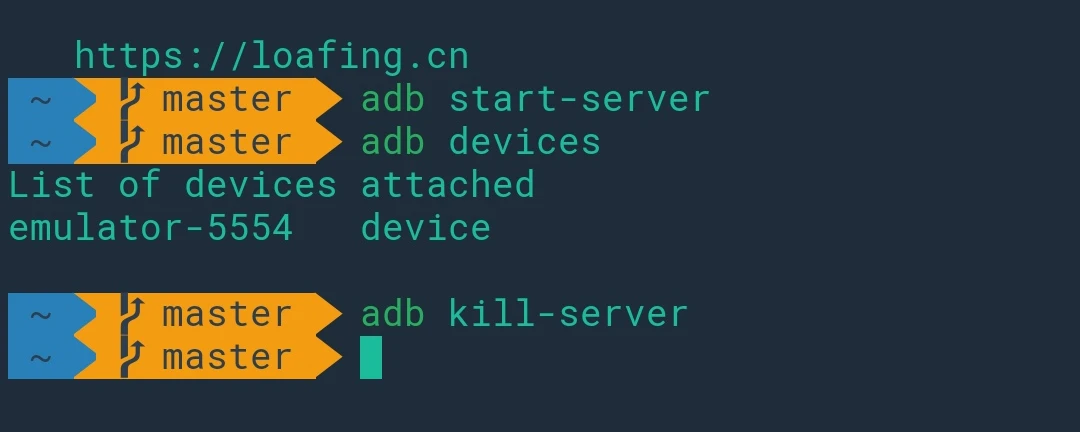 https://loafing.cn
~ master adb start-server
~ master adb devices
List of devices attached
emulator-5554   device
~ master adb kill-server
~ master